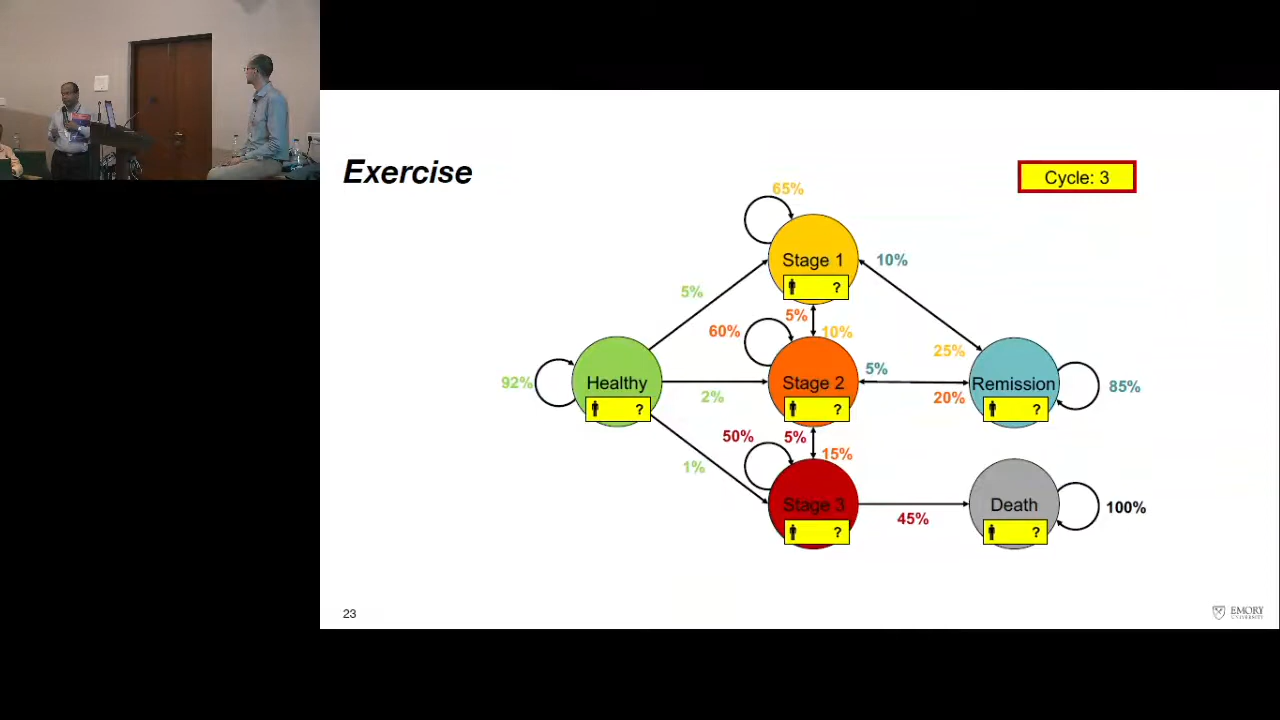 Exercise
Cycle: 3
65%
Stage 1
?
10%
5%
5%
10%
60%
25%
Healthy
?
92%
2%
Stage 2
?
5%
20%
Remission
?
85%
50%
5%
15%
1%
Stage 3
?
45%
Death
?
100%
23
EMORY
UNIVERSITY